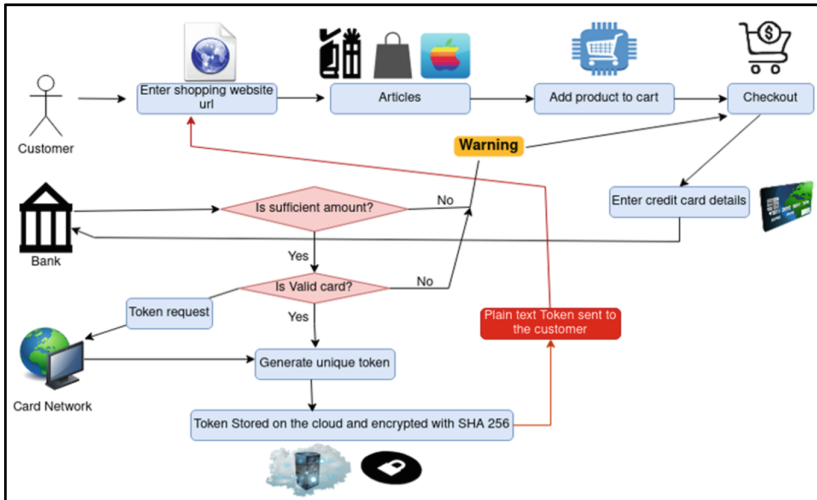 Enter shopping website
url
Articles
Add product to cart
Checkout
Customer
Warning
Is sufficient amount?
No
Enter credit card details
Bank
Yes
Is Valid card?
No
Token request
Yes
Plain text Token sent to
the customer
Generate unique token
Card Network
Token Stored on the cloud and encrypted with SHA 256